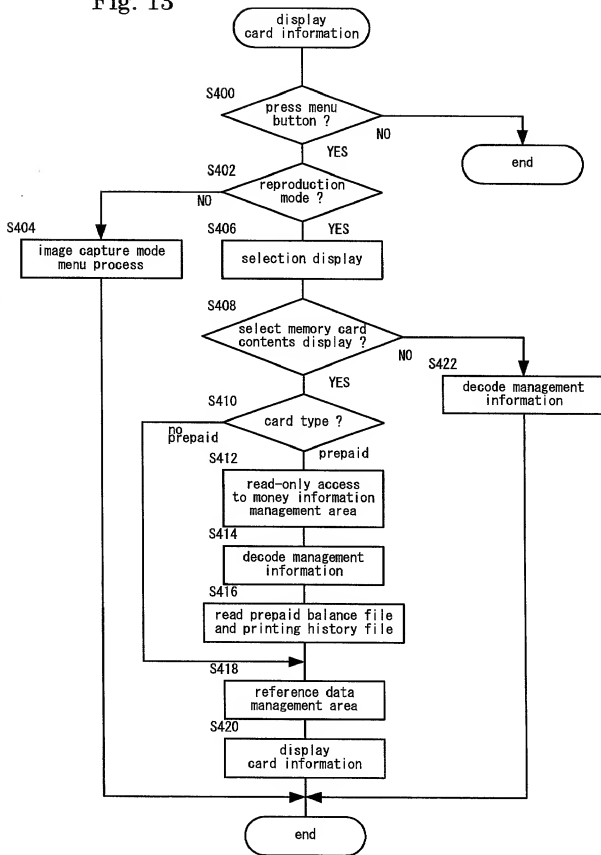 Fig. 13
display
card information
S400
press menu
button ?
NO
YES
end
S402
reproduction
mode ?
NO
YES
S404
image capture mode
menu process
S406
selection display
S408
select memory card
contents display ?
NO
YES
S422
decode management
information
S410
card type ?
no
prepaid
prepaid
S412
read-only access
to money information
management area
S414
decode management
information
S416
read prepaid balance file
and printing history file
S418
reference data
management area
S420
display
card information
end